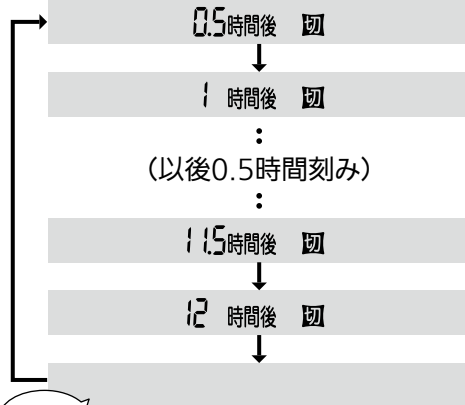 0.5時間後 切
1 時間後 切
:
(以後0.5時間刻み)
:
11.5時間後 切
12 時間後 切